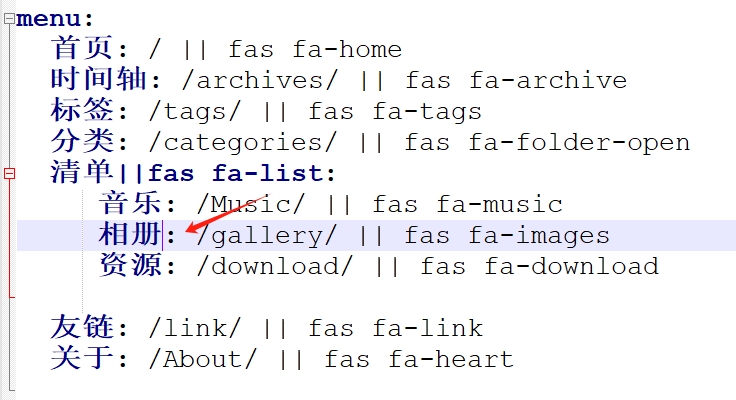 menu:
首页: / || fas fa-home
时间轴: /archives/ || fas fa-archive
标签: /tags/ || fas fa-tags
分类: /categories/ || fas fa-folder-open
清单||fas fa-list:
音乐: /Music/ || fas fa-music
相册: /gallery/ || fas fa-images
资源: /download/ || fas fa-download
友链: /link/ || fas fa-link
关于: /About/ || fas fa-heart